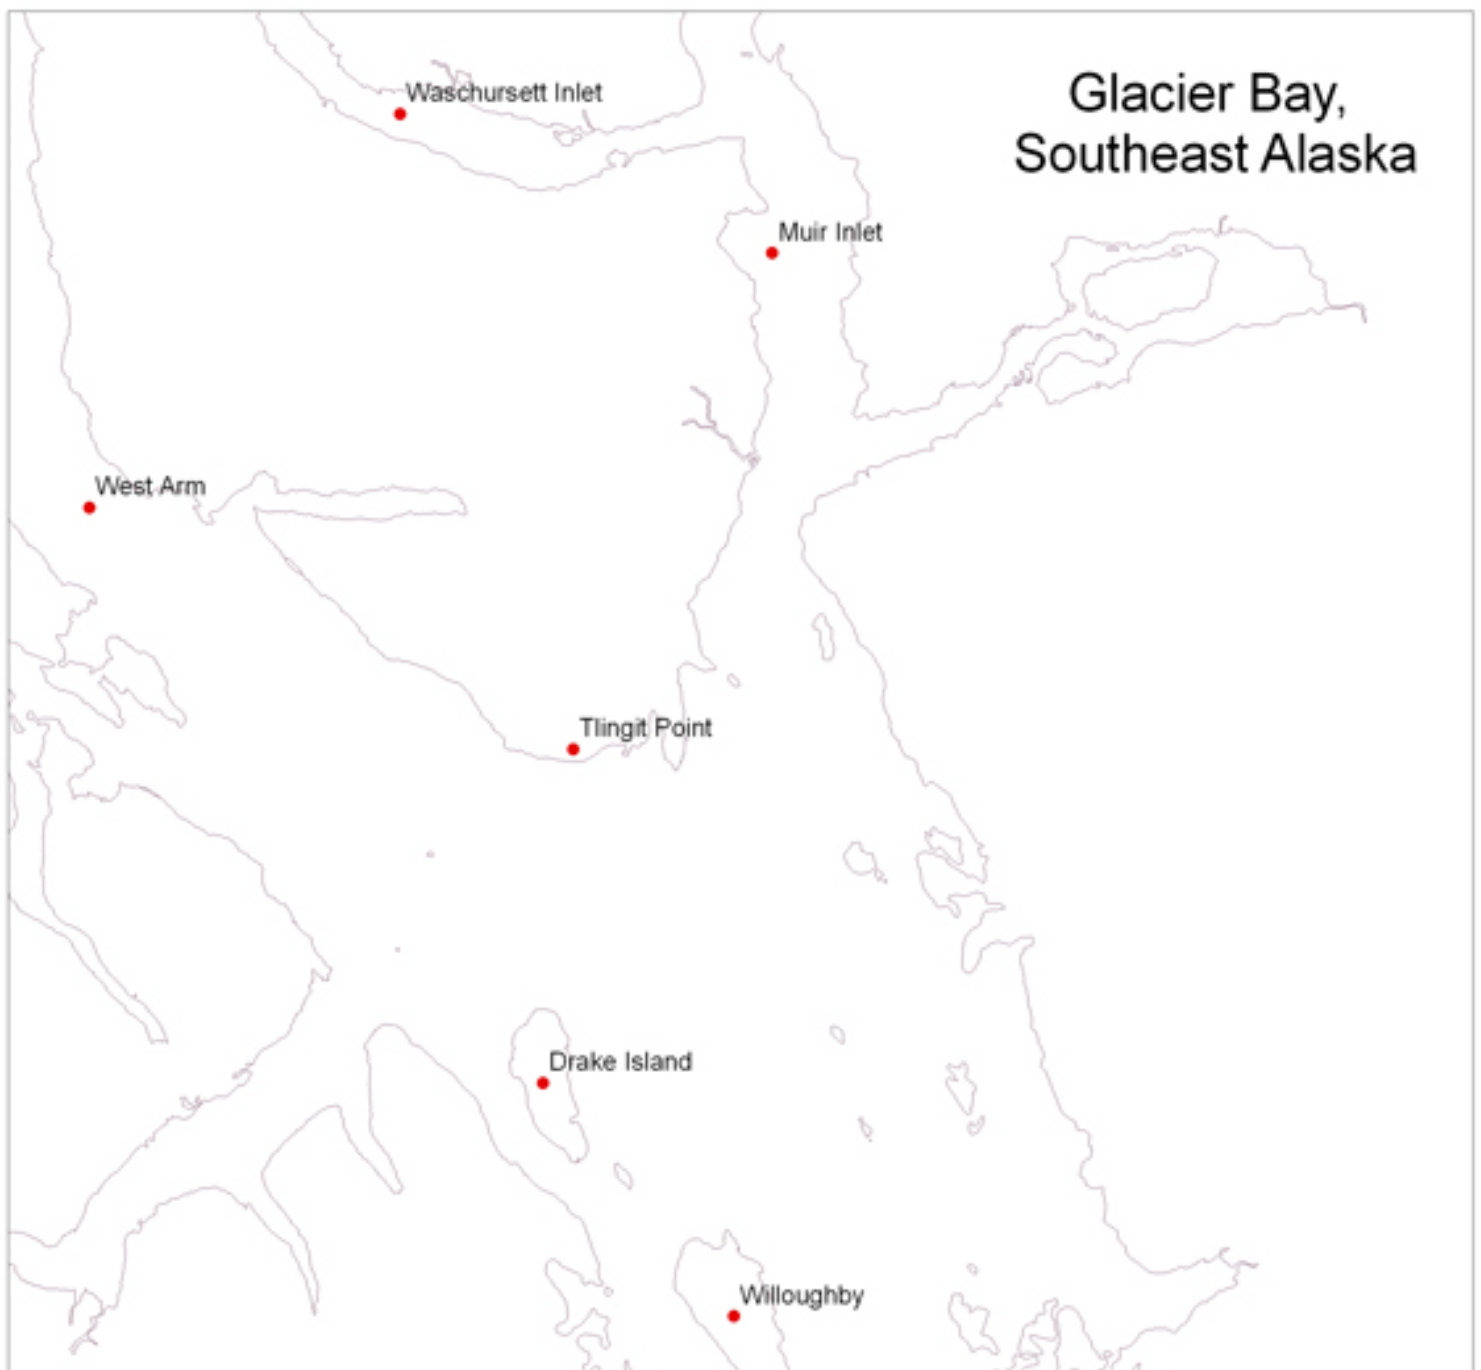 Glacier Bay,
Southeast Alaska
Waschursett Inlet
Muir Inlet
West Arm
Tlingit Point
Drake Island
Willoughby